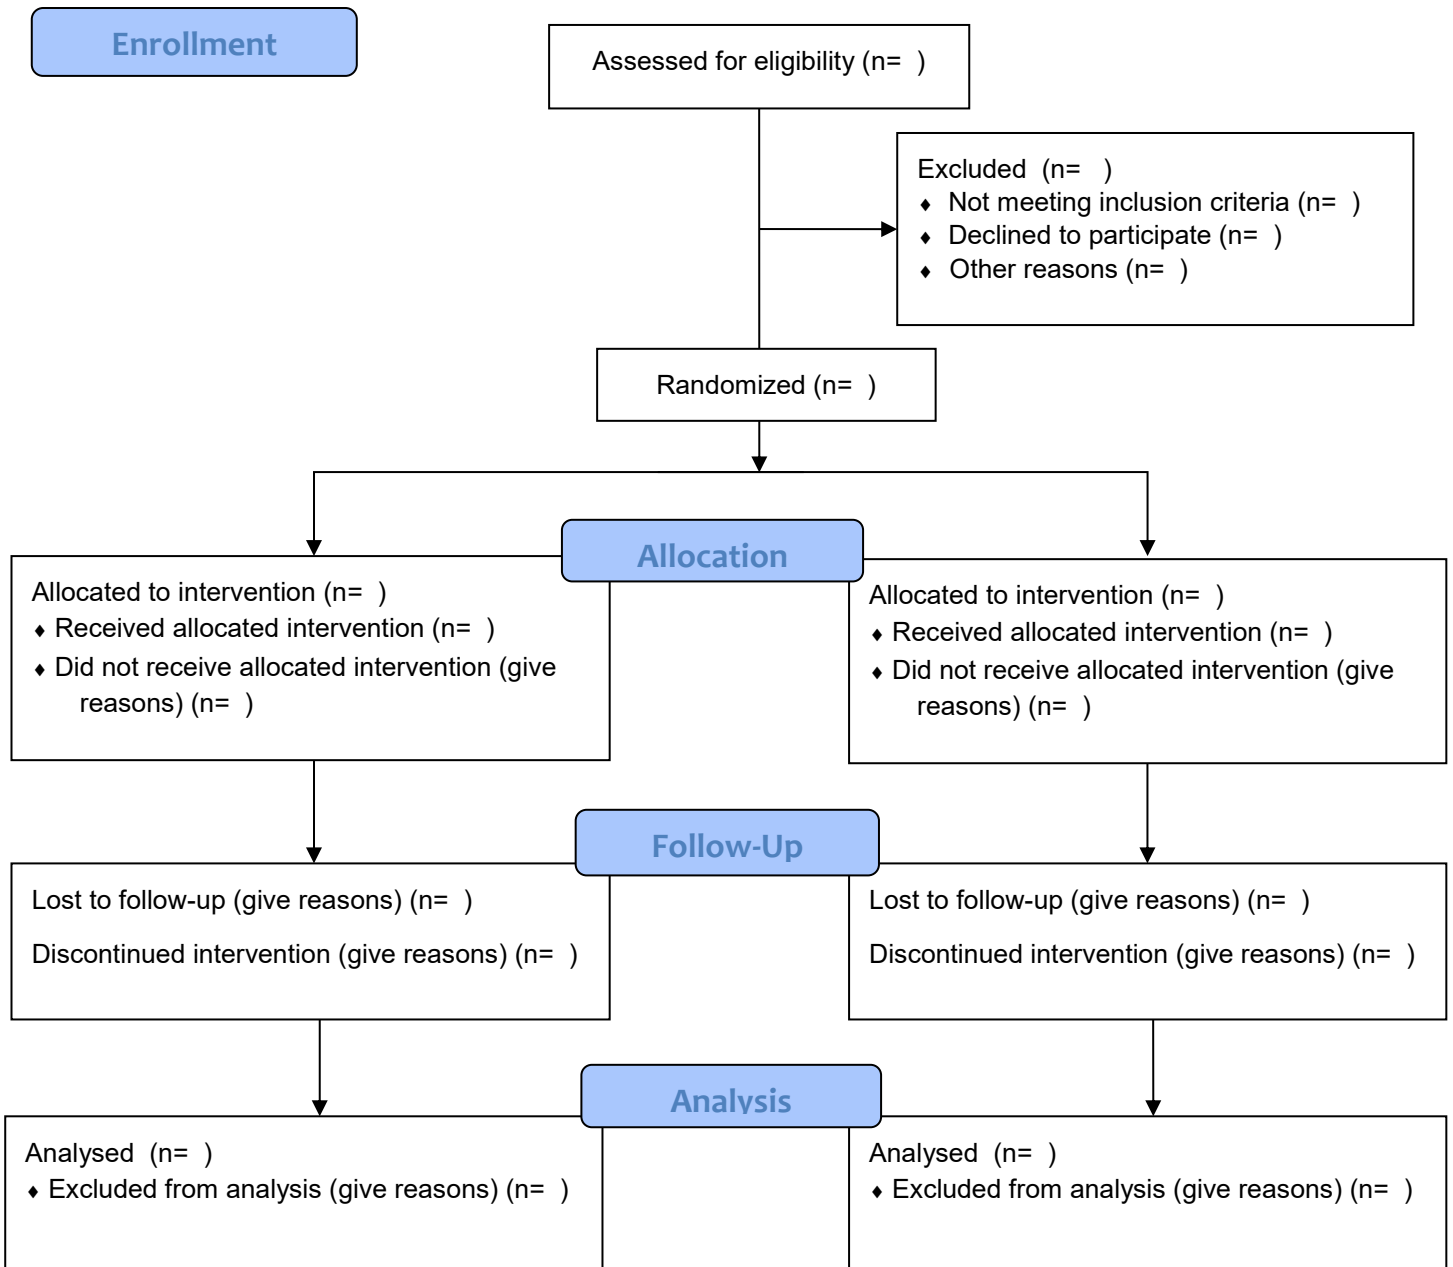 Enrollment
Assessed for eligibility (n=  )
Excluded  (n=   )
♦ Not meeting inclusion criteria (n=  )
♦ Declined to participate (n=  )
♦ Other reasons (n=  )
Randomized (n=  )
Allocation
Allocated to intervention (n=  )
♦ Received allocated intervention (n=  )
♦ Did not receive allocated intervention (give
reasons) (n=  )
Allocated to intervention (n=  )
♦ Received allocated intervention (n=  )
♦ Did not receive allocated intervention (give
reasons) (n=  )
Follow-Up
Lost to follow-up (give reasons) (n=  )
Discontinued intervention (give reasons) (n=  )
Lost to follow-up (give reasons) (n=  )
Discontinued intervention (give reasons) (n=  )
Analysis
Analysed  (n=  )
♦ Excluded from analysis (give reasons) (n=  )
Analysed  (n=  )
♦ Excluded from analysis (give reasons) (n=  )